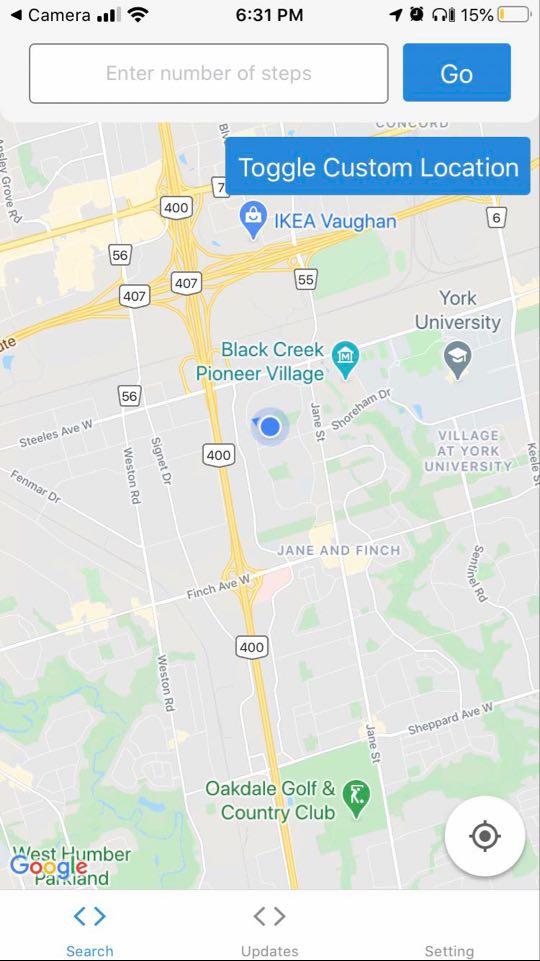 Camera
6:31 PM
15%
Enter number of steps
Go
CONCORD
Toggle Custom Location
7
400
IKEA Vaughan
6
56
55
407
407
York
University
Black Creek
Pioneer Village
56
Steeles Ave W
Jane St
Shoreham Dr
Weston Rd
Signet Dr
400
VILLAGE
AT YORK
UNIVERSITY
Keele St
Fenmar Dr
JANE AND FINCH
Sentinel Rd
Finch Ave W
400
Weston Rd
Sheppard Ave W
Jane St
Oakdale Golf &
Country Club
West Humber
Parkland
Google
Search
Updates
Setting